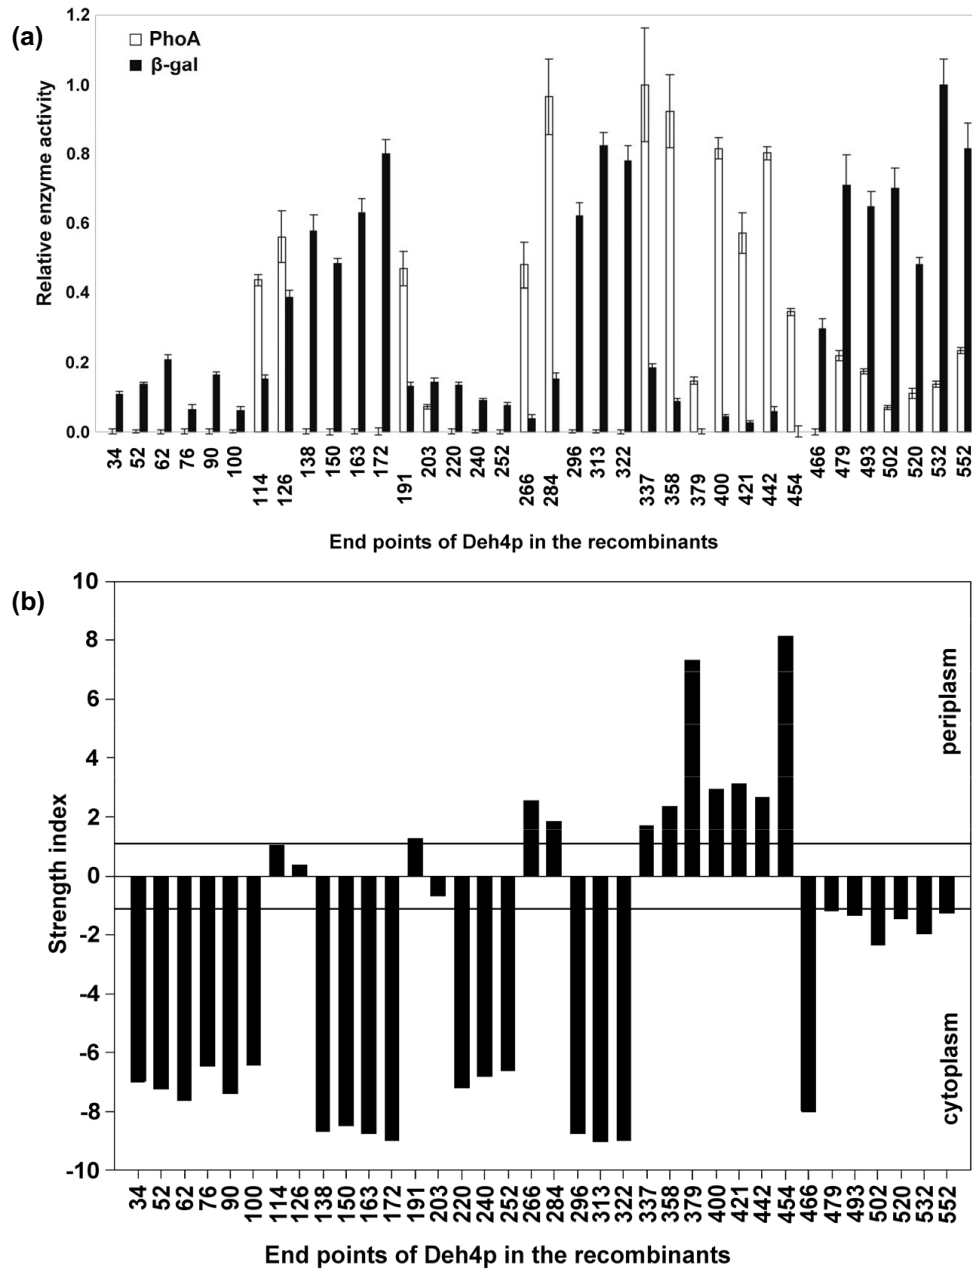 (a)
PhoA
β-gal
Relative enzyme activity
1.2
1.0
0.8
0.6
0.4
0.2
0.0
34 52 62 76 90 100 114 126 138 150 163 172 191 203 220 240 252 266 284 296 313 322 337 358 379 400 421 442 454 466 479 493 502 520 532 552
End points of Deh4p in the recombinants
(b)
Strength index
10
8
6
4
2
0
-2
-4
-6
-8
-10
periplasm
cytoplasm
34 52 62 76 90 100 114 126 138 150 163 172 191 203 220 240 252 266 284 296 313 322 337 358 379 400 421 442 454 466 479 493 502 520 532 552
End points of Deh4p in the recombinants